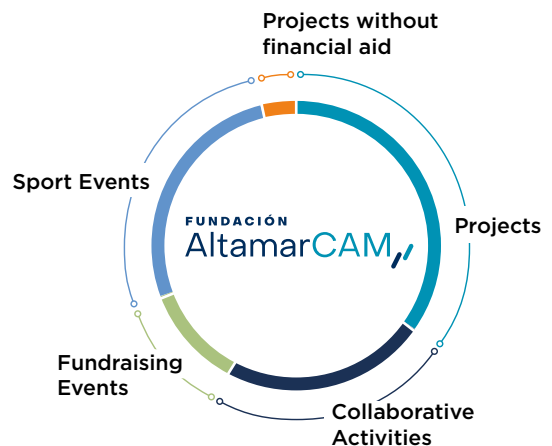 Projects without
financial aid
Sport Events
FUNDACIÓN
AltamarCAM
Projects
Fundraising
Events
Collaborative
Activities